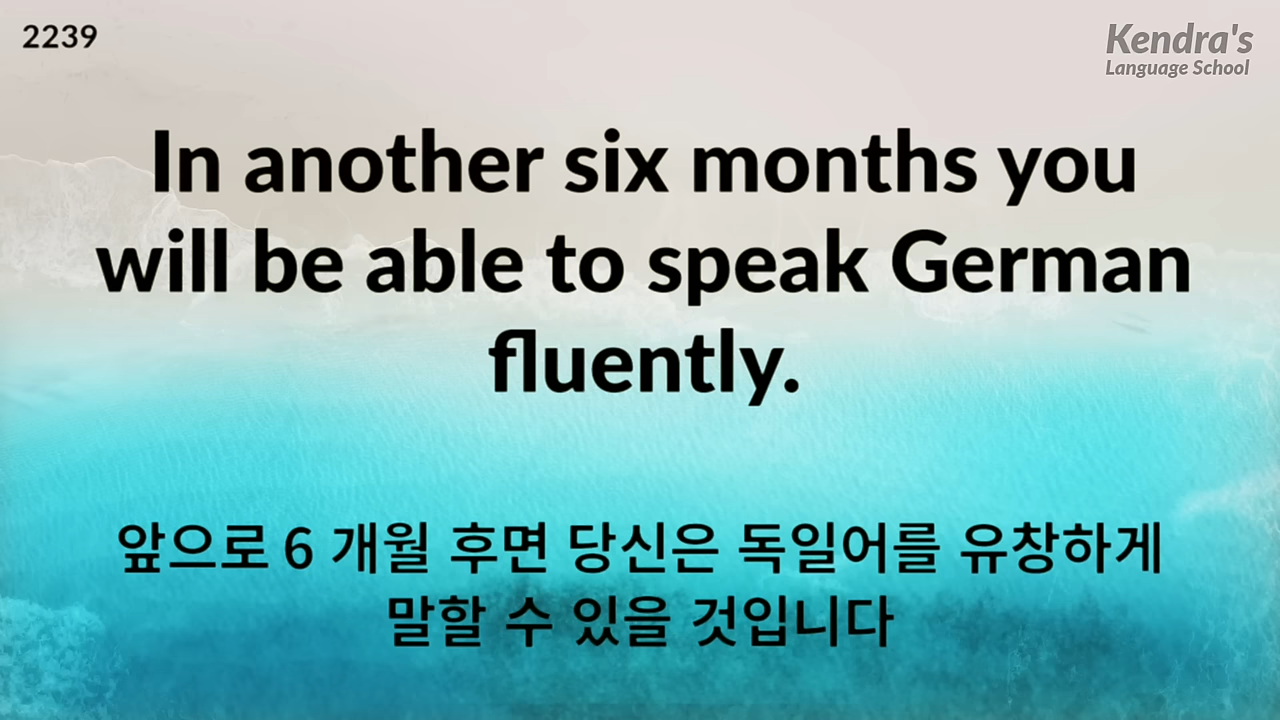 2239
Kendra's
Language School
In another six months you
will be able to speak German
fluently.
앞으로 6 개월 후면 당신은 독일어를 유창하게
말할 수 있을 것입니다